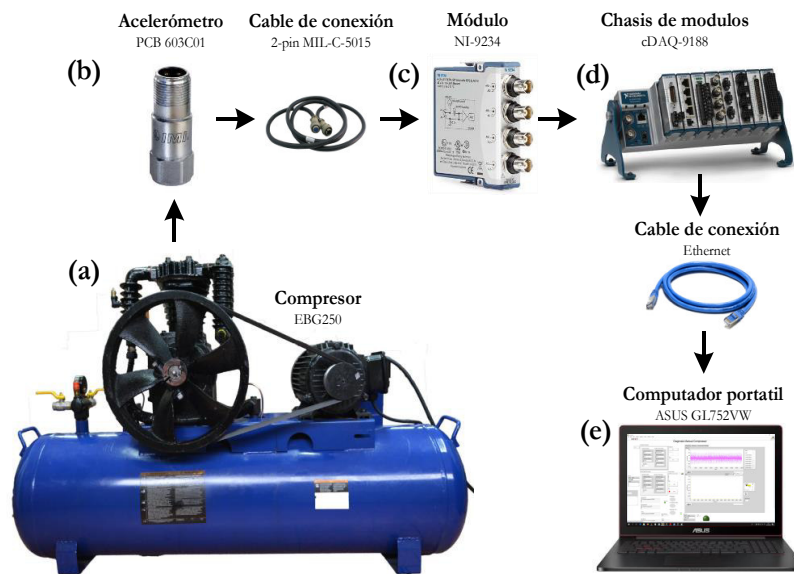 Acelerómetro
PCB 603C01
Cable de conexión
2-pin MIL-C-5015
Módulo
NI-9234
Chasis de modulos
cDAQ-9188
(b)
(c)
(d)
Cable de conexión
Ethernet
(a)
Compresor
EBG250
Computador portatil
ASUS GL752VW
(e)
ASUS